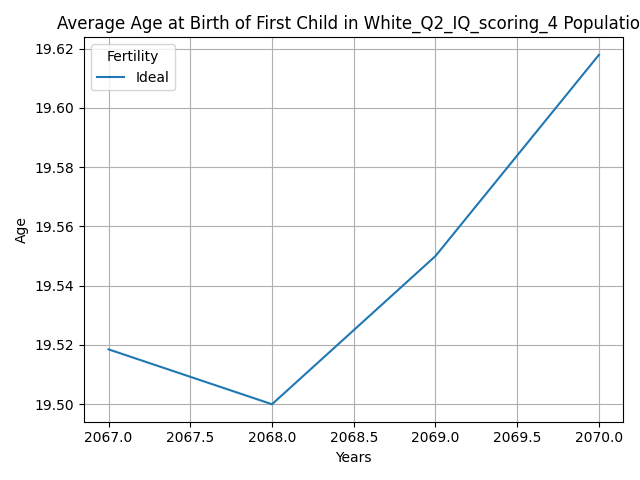 Average Age at Birth of First Child in White_Q2_IQ_scoring_4 Populatio
Fertility
Ideal
19.62
19.60
19.58
19.56
19.54
19.52
19.50
Age
2067.0 2067.5 2068.0 2068.5 2069.0 2069.5 2070.0
Years